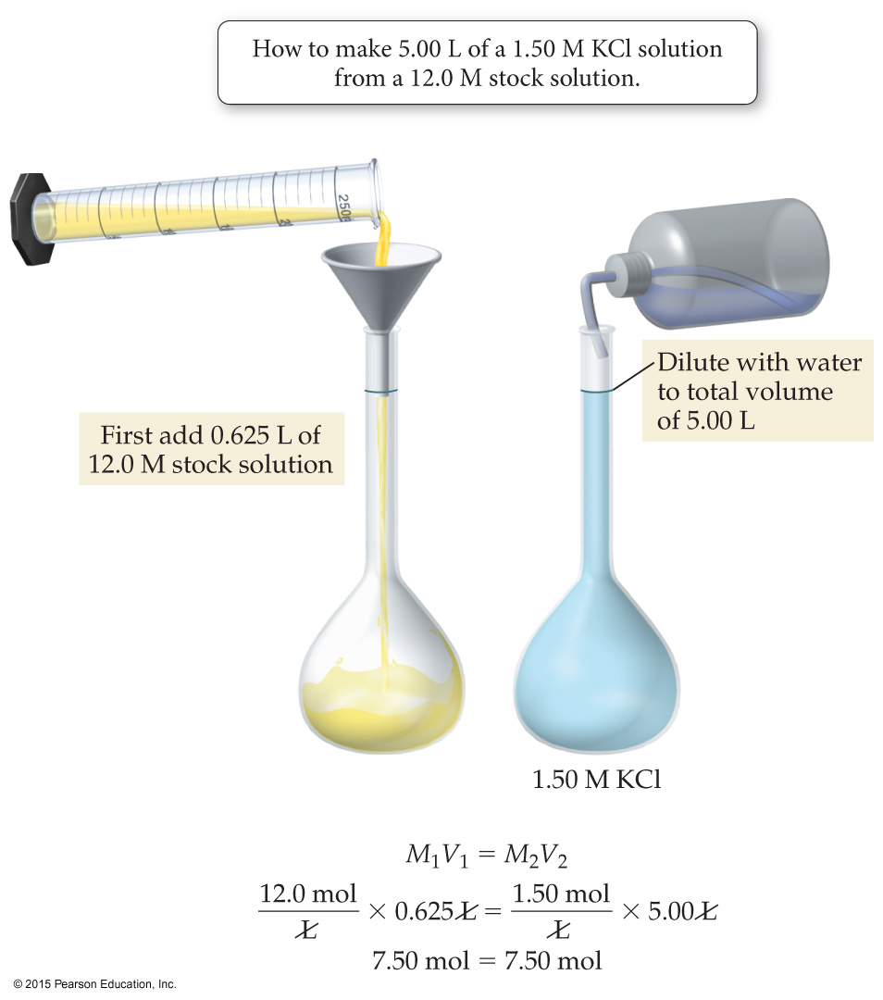 How to make 5.00 L of a 1.50 M KCl solution
from a 12.0 M stock solution.
250
First add 0.625 L of
12.0 M stock solution
Dilute with water
to total volume
of 5.00 L
1.50 M KCl
M₁V₁ = M₂V₂
12.0 mol / L × 0.625 L = 1.50 mol / L × 5.00 L
7.50 mol = 7.50 mol
© 2015 Pearson Education, Inc.